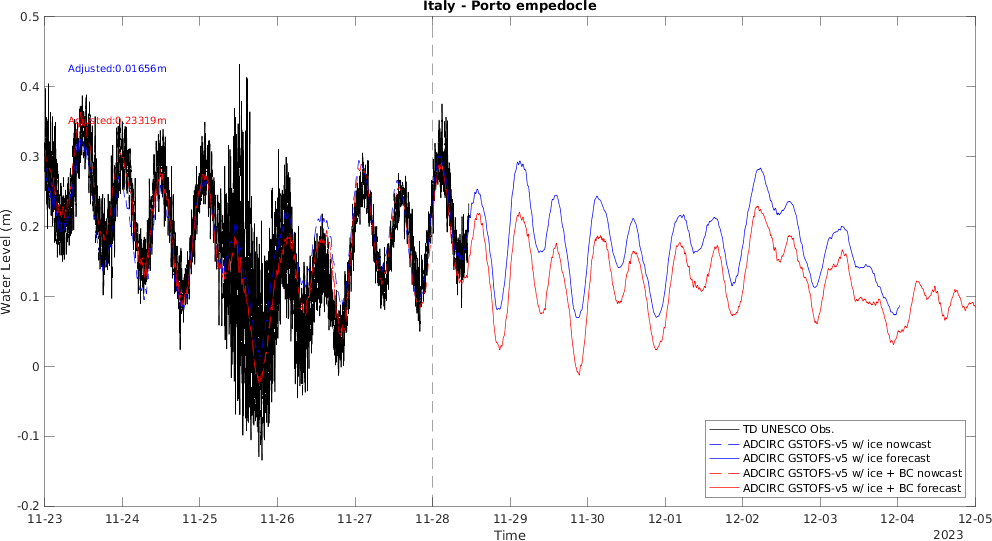 Italy - Porto empedocle
0.5
0.4
0.3
0.2
0.1
0
-0.1
-0.2
Water Level (m)
Adjusted:0.01656m
Adjusted:0.23319m
TD UNESCO Obs.
ADCIRC GSTOFS-v5 w/ ice nowcast
ADCIRC GSTOFS-v5 w/ ice forecast
ADCIRC GSTOFS-v5 w/ ice + BC nowcast
ADCIRC GSTOFS-v5 w/ ice + BC forecast
11-23 11-24 11-25 11-26 11-27 11-28 11-29 11-30 12-01 12-02 12-03 12-04 12-05
Time
2023